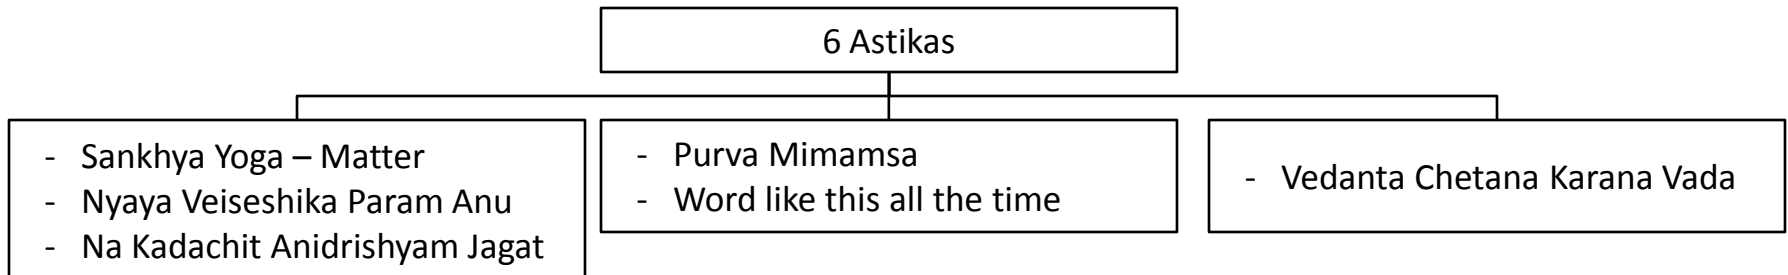 6 Astikas
- Sankhya Yoga – Matter
- Nyaya Veiseshika Param Anu
- Na Kadachit Anidrishyam Jagat
- Purva Mimamsa
- Word like this all the time
- Vedanta Chetana Karana Vada